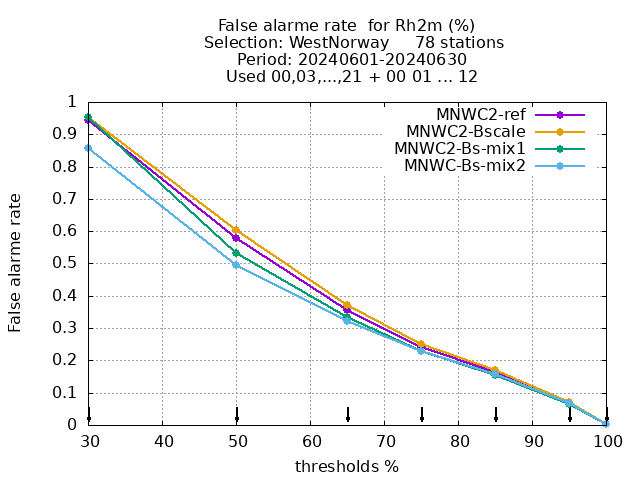 False alarme rate  for Rh2m (%)
Selection: WestNorway     78 stations
Period: 20240601-20240630
Used 00,03,...,21 + 00 01 ... 12
MNWC2-ref
MNWC2-Bscale
MNWC2-Bs-mix1
MNWC-Bs-mix2
False alarme rate
1
0.9
0.8
0.7
0.6
0.5
0.4
0.3
0.2
0.1
0
30 40 50 60 70 80 90 100
thresholds %